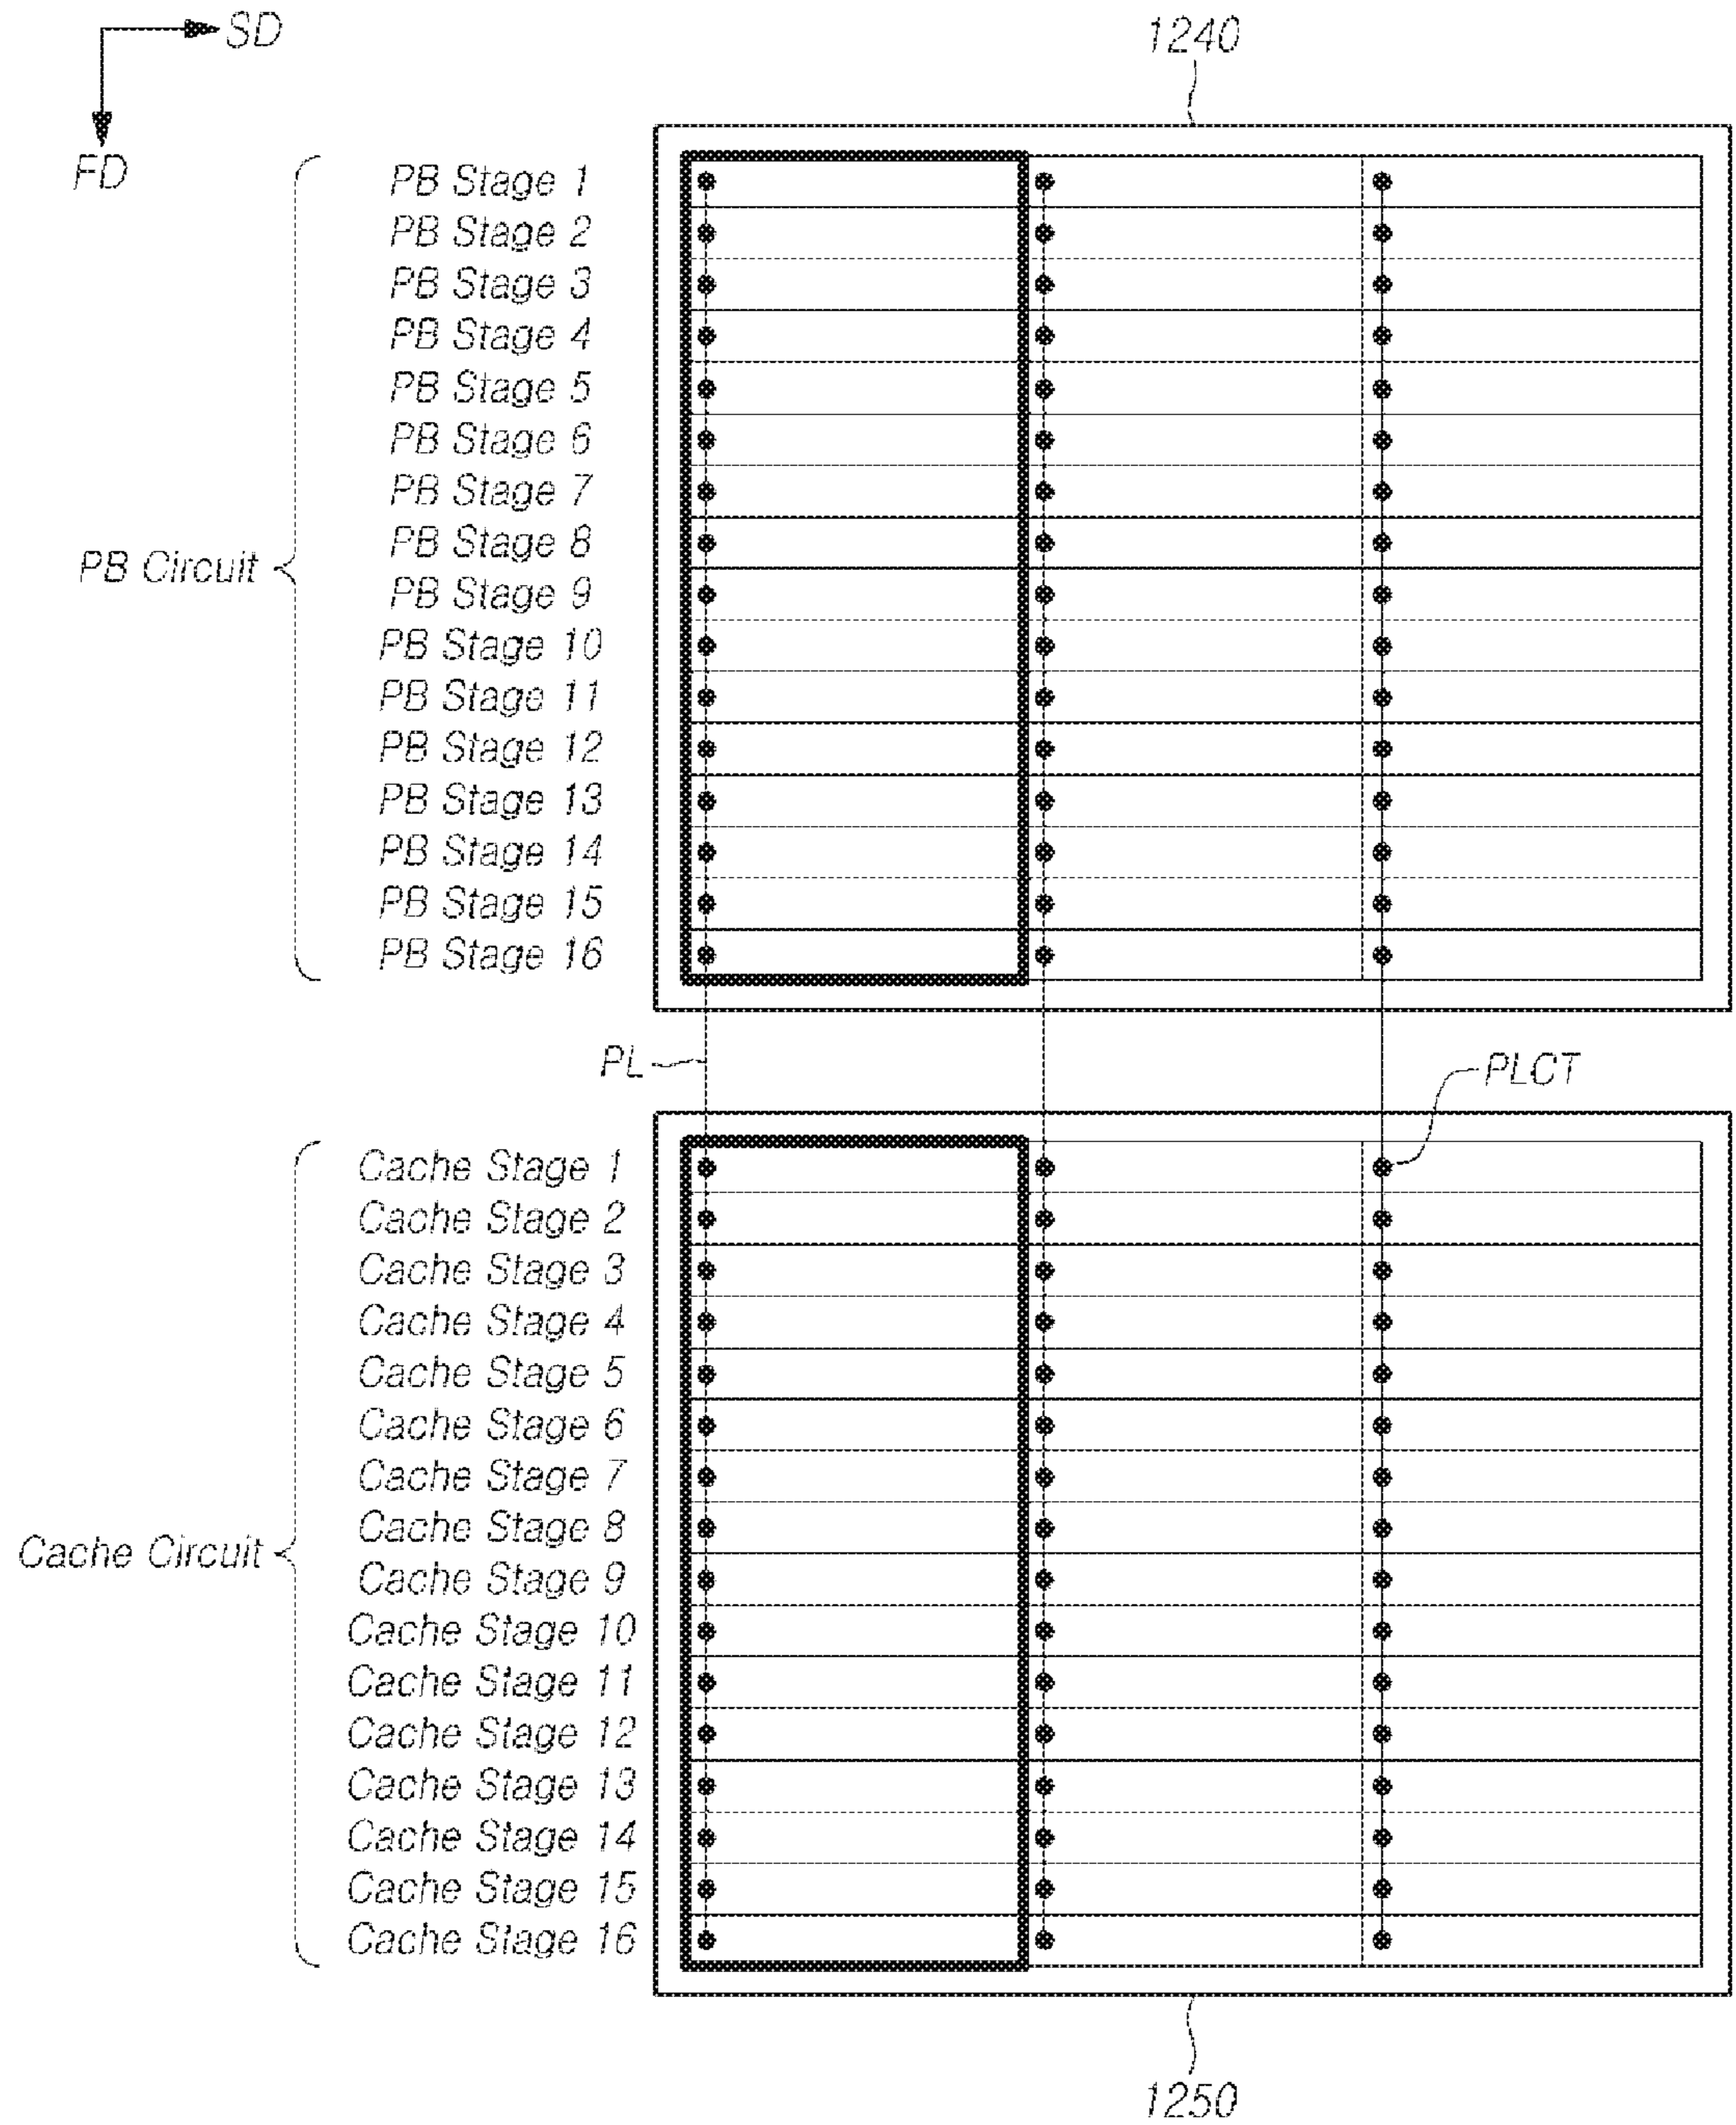 SD
1240
FD
PB Stage 1
PB Stage 2
PB Stage 3
PB Stage 4
PB Stage 5
PB Stage 6
PB Stage 7
PB Stage 8
PB Circuit
PB Stage 9
PB Stage 10
PB Stage 11
PB Stage 12
PB Stage 13
PB Stage 14
PB Stage 15
PB Stage 16
PL
PLCT
Cache Stage 1
Cache Stage 2
Cache Stage 3
Cache Stage 4
Cache Stage 5
Cache Stage 6
Cache Stage 7
Cache Stage 8
Cache Circuit
Cache Stage 9
Cache Stage 10
Cache Stage 11
Cache Stage 12
Cache Stage 13
Cache Stage 14
Cache Stage 15
Cache Stage 16
1250